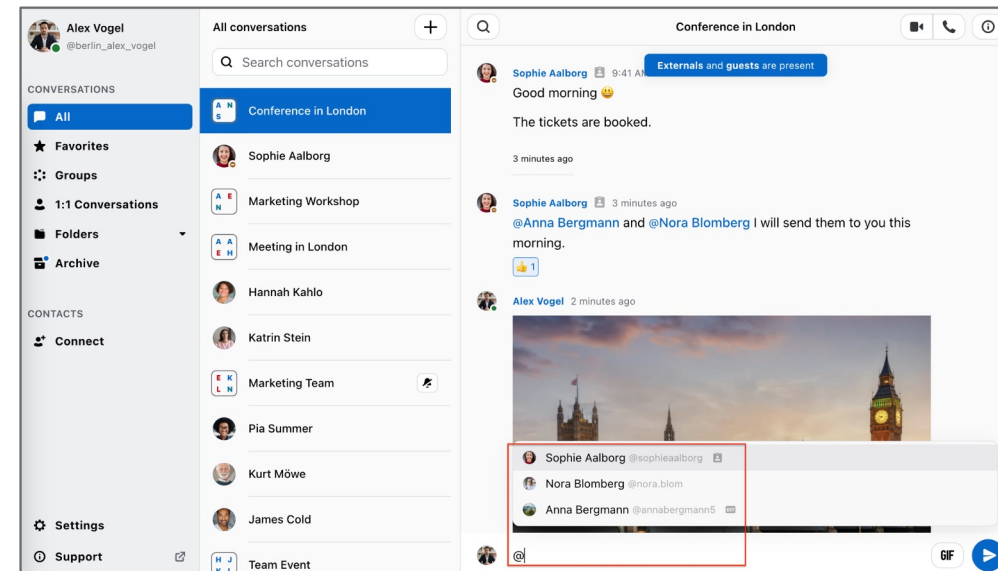 Alex Vogel
@berlin_alex_vogel
CONVERSATIONS
All
Favorites
Groups
1:1 Conversations
Folders
Archive
CONTACTS
Connect
Settings
Support
All conversations
Search conversations
A N
S
Conference in London
Sophie Aalborg
A E
N
Marketing Workshop
A A
E H
Meeting in London
Hannah Kahlo
Katrin Stein
E K
L N
Marketing Team
Pia Summer
Kurt Möwe
James Cold
H J
Team Event
Conference in London
Externals and guests are present
Sophie Aalborg 9:41
Good morning 😃
The tickets are booked.
3 minutes ago
Sophie Aalborg 3 minutes ago
@Anna Bergmann and @Nora Blomberg I will send them to you this
morning.
👍 1
Alex Vogel 2 minutes ago
Sophie Aalborg @sophieaalborg
Nora Blomberg @nora.blom
Anna Bergmann @annabergmann5
@
GIF